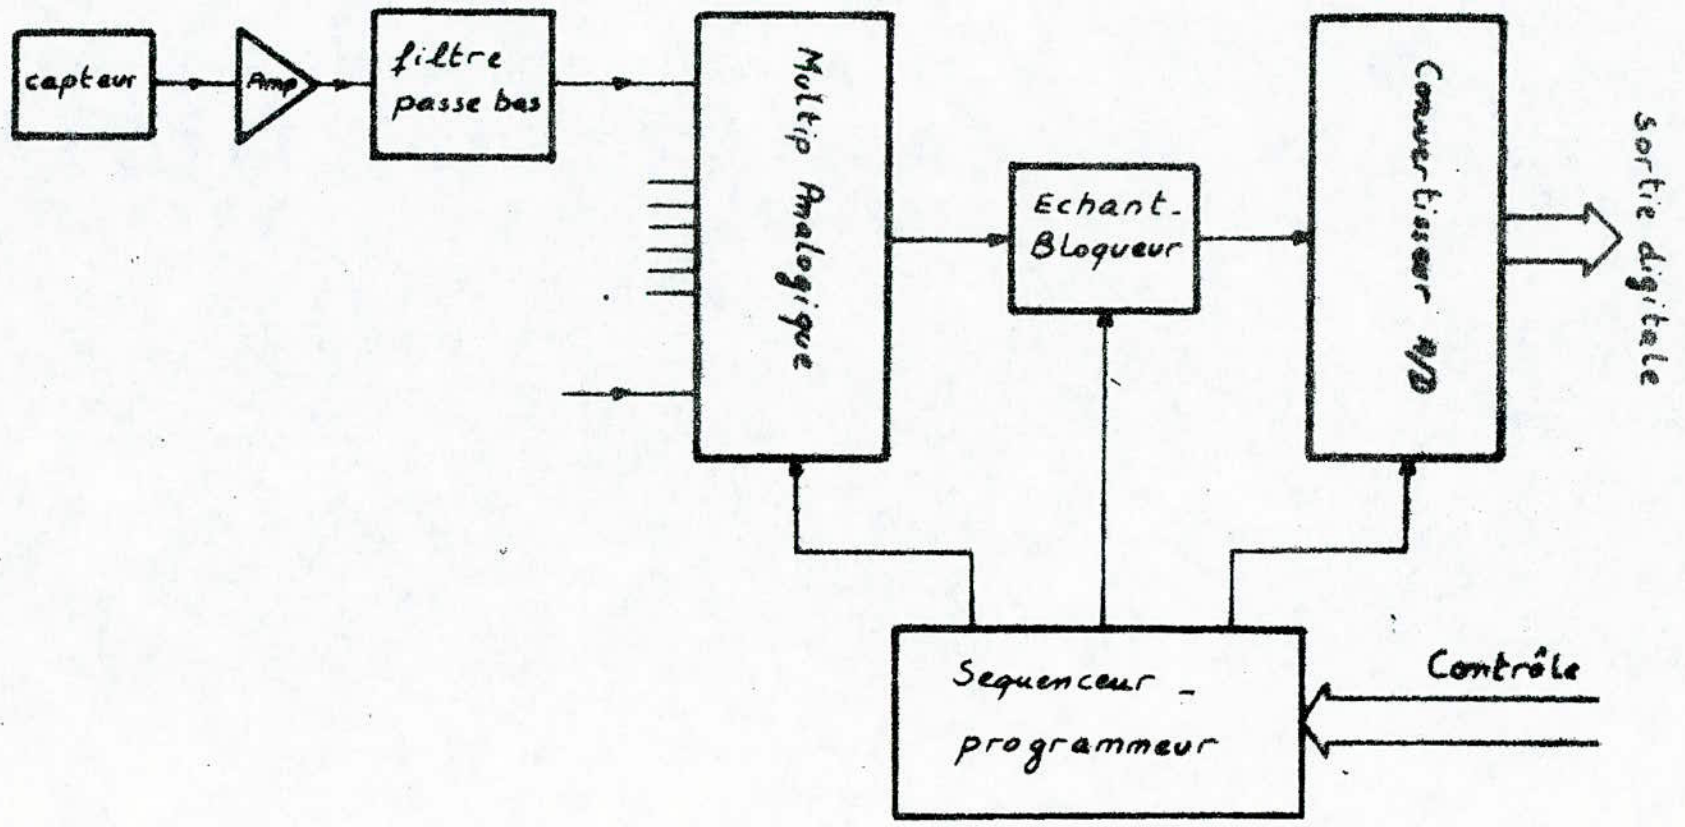 capteur
Amp
filtre
passe bas
Multip Analogique
Echant-
Bloqueur
Convertisseur A/D
Sortie digitale
Sequenceur -
programmeur
Contrôle